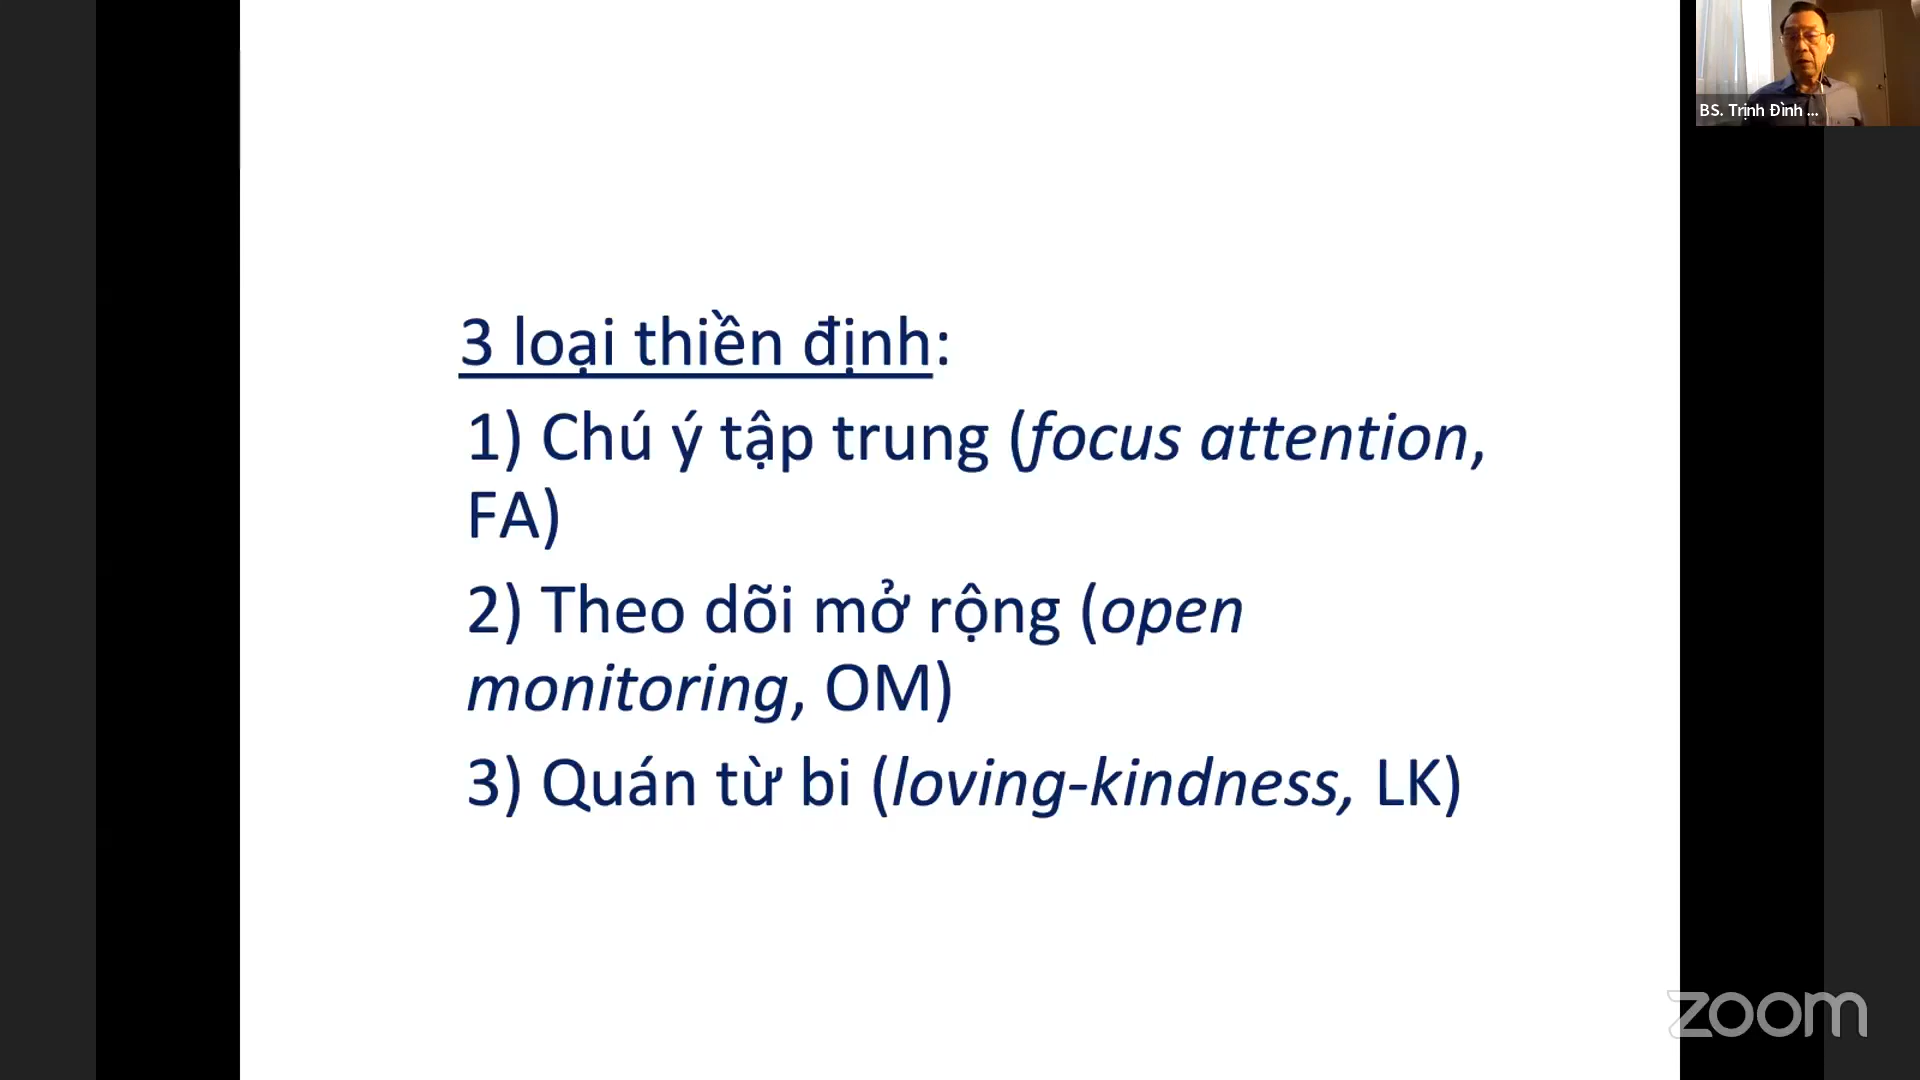 BS. Trịnh Đình ...
3 loại thiền định:
1) Chú ý tập trung (focus attention,
FA)
2) Theo dõi mở rộng (open
monitoring, OM)
3) Quán từ bi (loving-kindness, LK)
zoom